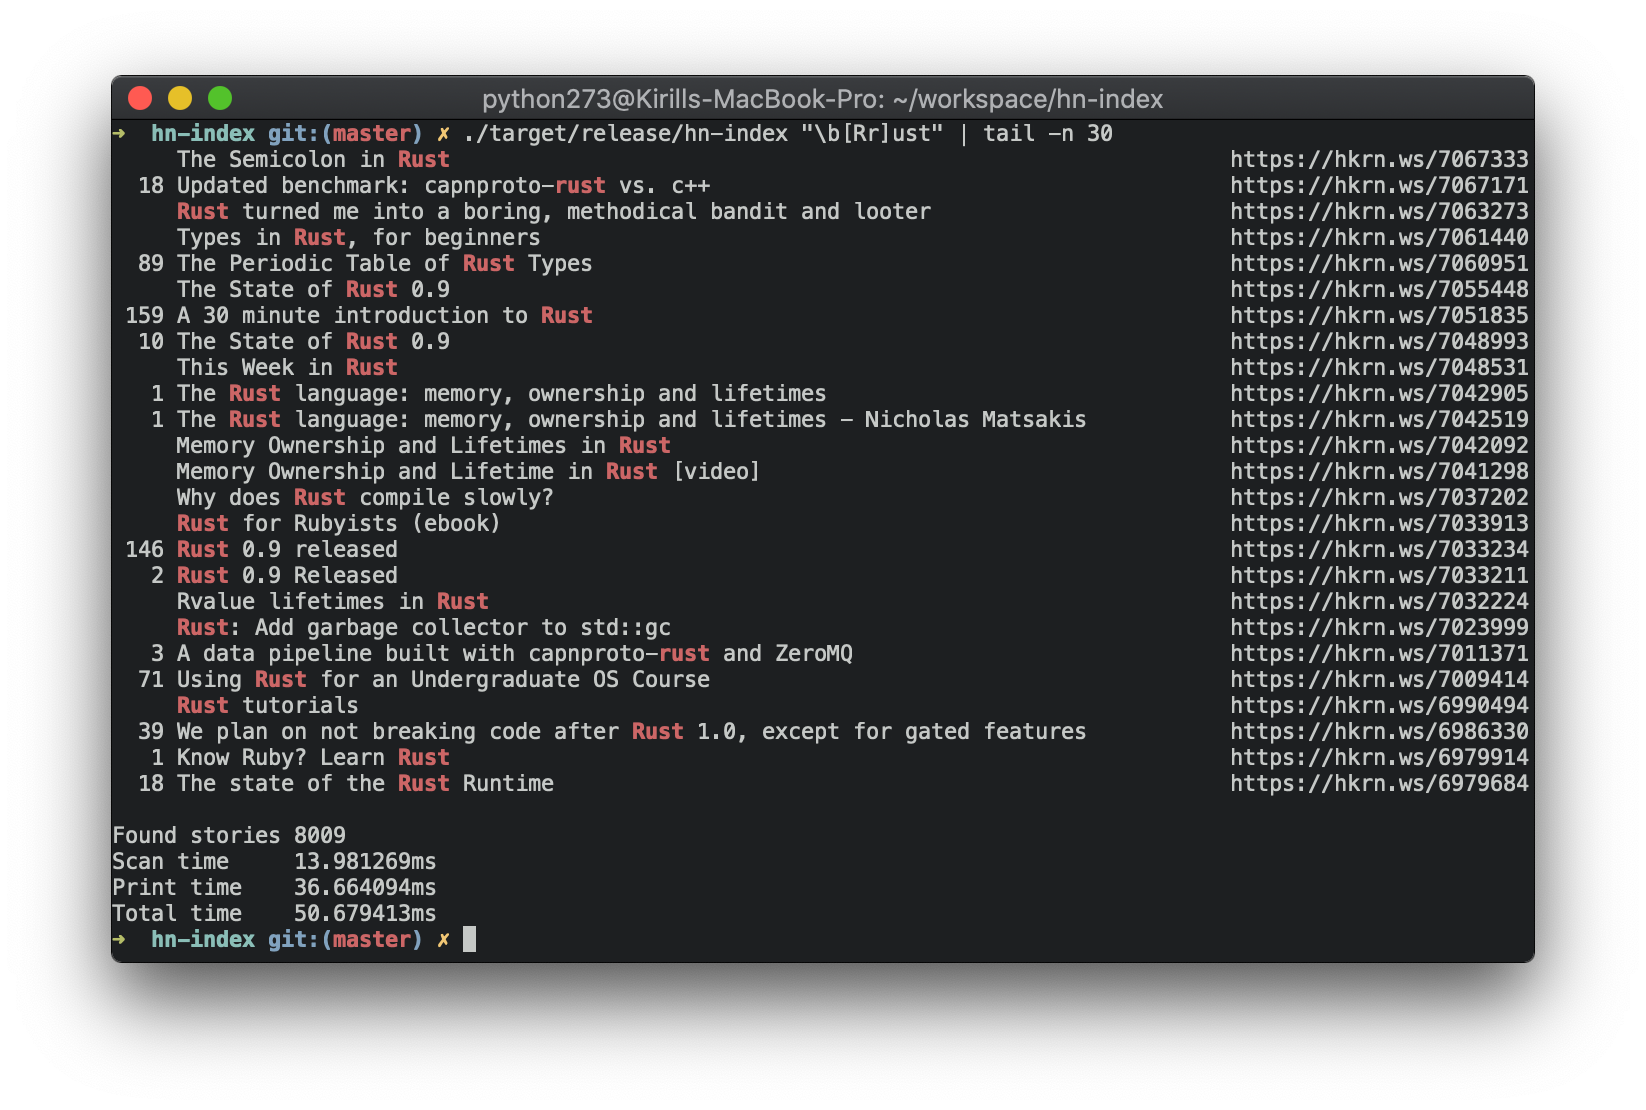 python273@Kirills-MacBook-Pro: ~/workspace/hn-index
➜  hn-index git:(master) ✗ ./target/release/hn-index "\b[Rr]ust" | tail -n 30
The Semicolon in Rust https://hkrn.ws/7067333
18 Updated benchmark: capnproto-rust vs. c++ https://hkrn.ws/7067171
Rust turned me into a boring, methodical bandit and looter https://hkrn.ws/7063273
Types in Rust, for beginners https://hkrn.ws/7061440
89 The Periodic Table of Rust Types https://hkrn.ws/7060951
The State of Rust 0.9 https://hkrn.ws/7055448
159 A 30 minute introduction to Rust https://hkrn.ws/7051835
10 The State of Rust 0.9 https://hkrn.ws/7048993
This Week in Rust https://hkrn.ws/7048531
1 The Rust language: memory, ownership and lifetimes https://hkrn.ws/7042905
1 The Rust language: memory, ownership and lifetimes - Nicholas Matsakis https://hkrn.ws/7042519
Memory Ownership and Lifetimes in Rust https://hkrn.ws/7042092
Memory Ownership and Lifetime in Rust [video] https://hkrn.ws/7041298
Why does Rust compile slowly? https://hkrn.ws/7037202
Rust for Rubyists (ebook) https://hkrn.ws/7033913
146 Rust 0.9 released https://hkrn.ws/7033234
2 Rust 0.9 Released https://hkrn.ws/7033211
Rvalue lifetimes in Rust https://hkrn.ws/7032224
Rust: Add garbage collector to std::gc https://hkrn.ws/7023999
3 A data pipeline built with capnproto-rust and ZeroMQ https://hkrn.ws/7011371
71 Using Rust for an Undergraduate OS Course https://hkrn.ws/7009414
Rust tutorials https://hkrn.ws/6990494
39 We plan on not breaking code after Rust 1.0, except for gated features https://hkrn.ws/6986330
1 Know Ruby? Learn Rust https://hkrn.ws/6979914
18 The state of the Rust Runtime https://hkrn.ws/6979684
Found stories 8009
Scan time 13.981269ms
Print time 36.664094ms
Total time 50.679413ms
➜  hn-index git:(master) ✗